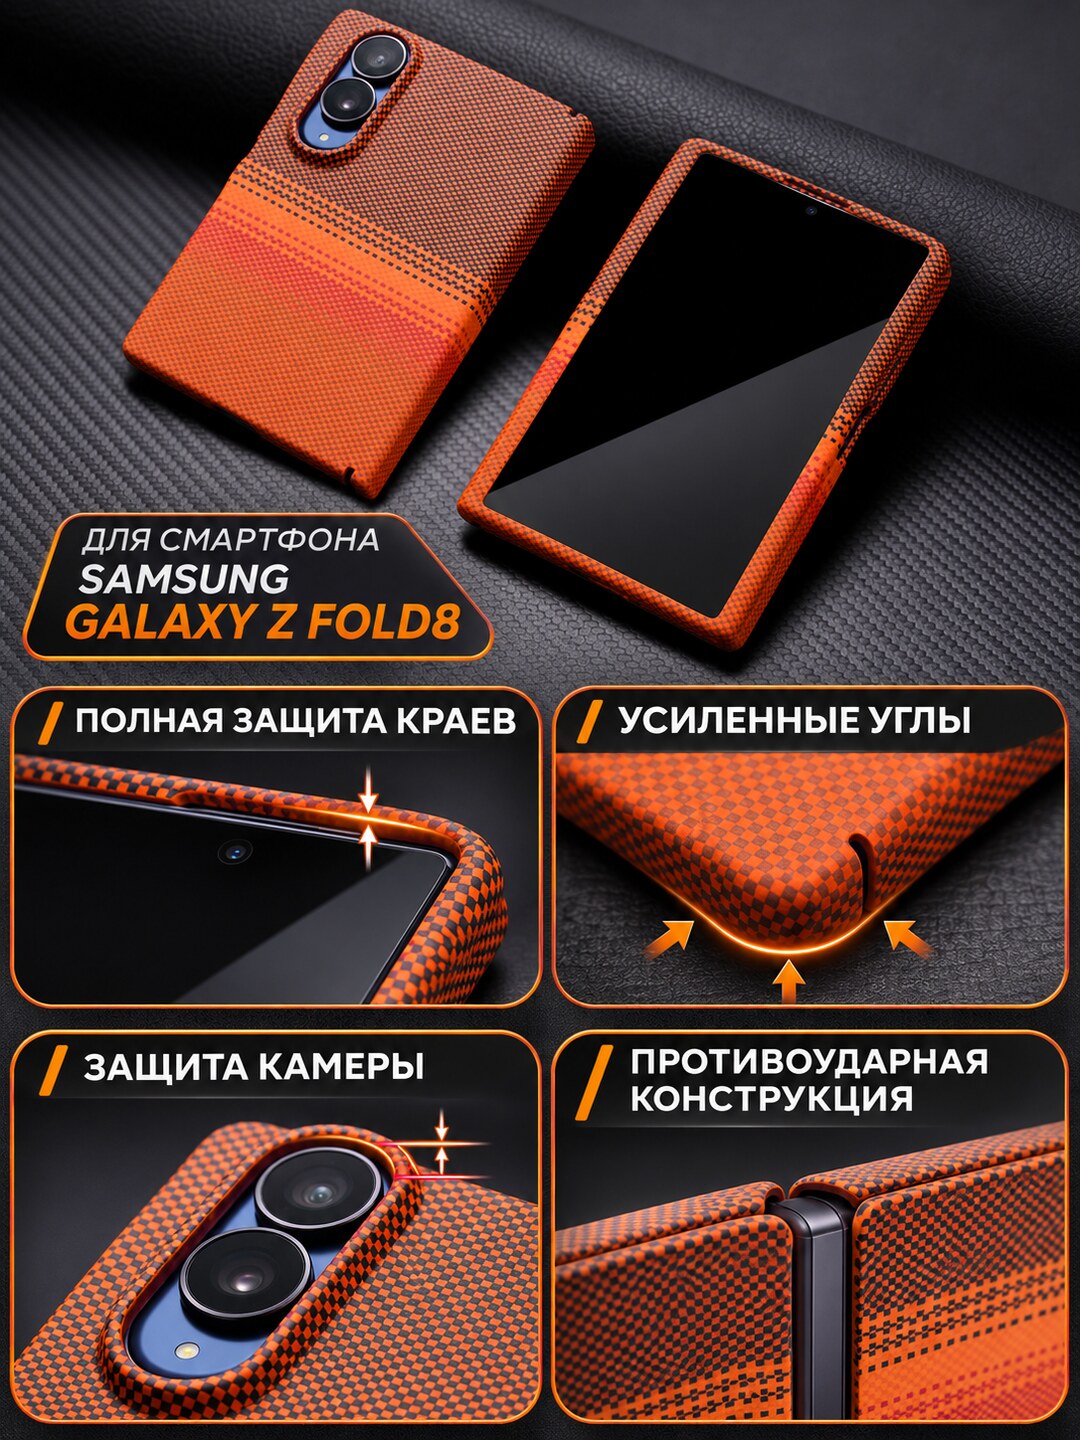 ДЛЯ СМАРТФОНА
SAMSUNG
GALAXY Z FOLD8
ПОЛНАЯ ЗАЩИТА КРАЕВ
УСИЛЕННЫЕ УГЛЫ
ЗАЩИТА КАМЕРЫ
ПРОТИВОУДАРНАЯ
КОНСТРУКЦИЯ